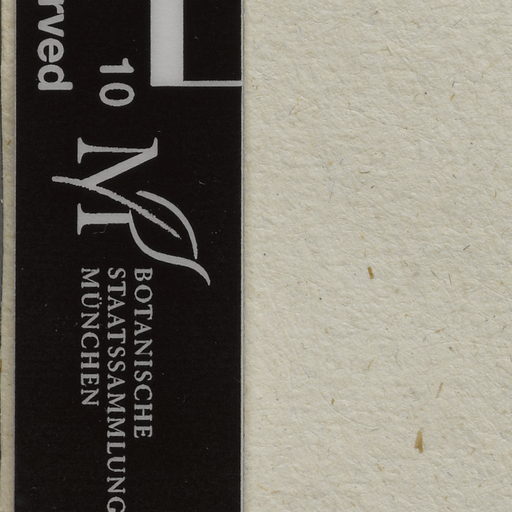 rved
10
M
BOTANISCHE
STAATSSAMMLUNG
MÜNCHEN